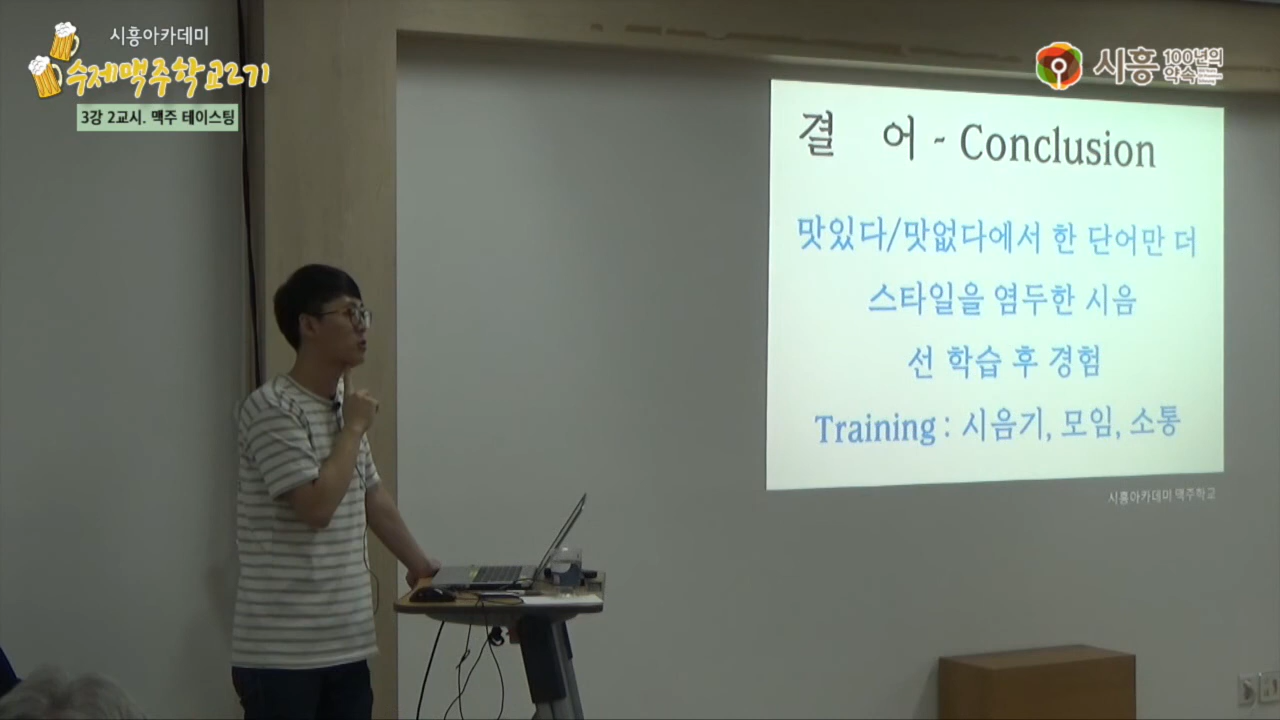 시흥아카데미
수제맥주학교2기
3강 2교시. 맥주 테이스팅
시흥 100년의 약속
결 어 - Conclusion
맛있다/맛없다에서 한 단어만 더
스타일을 염두한 시음
선 학습 후 경험
Training : 시음기, 모임, 소통
시흥아카데미 맥주학교